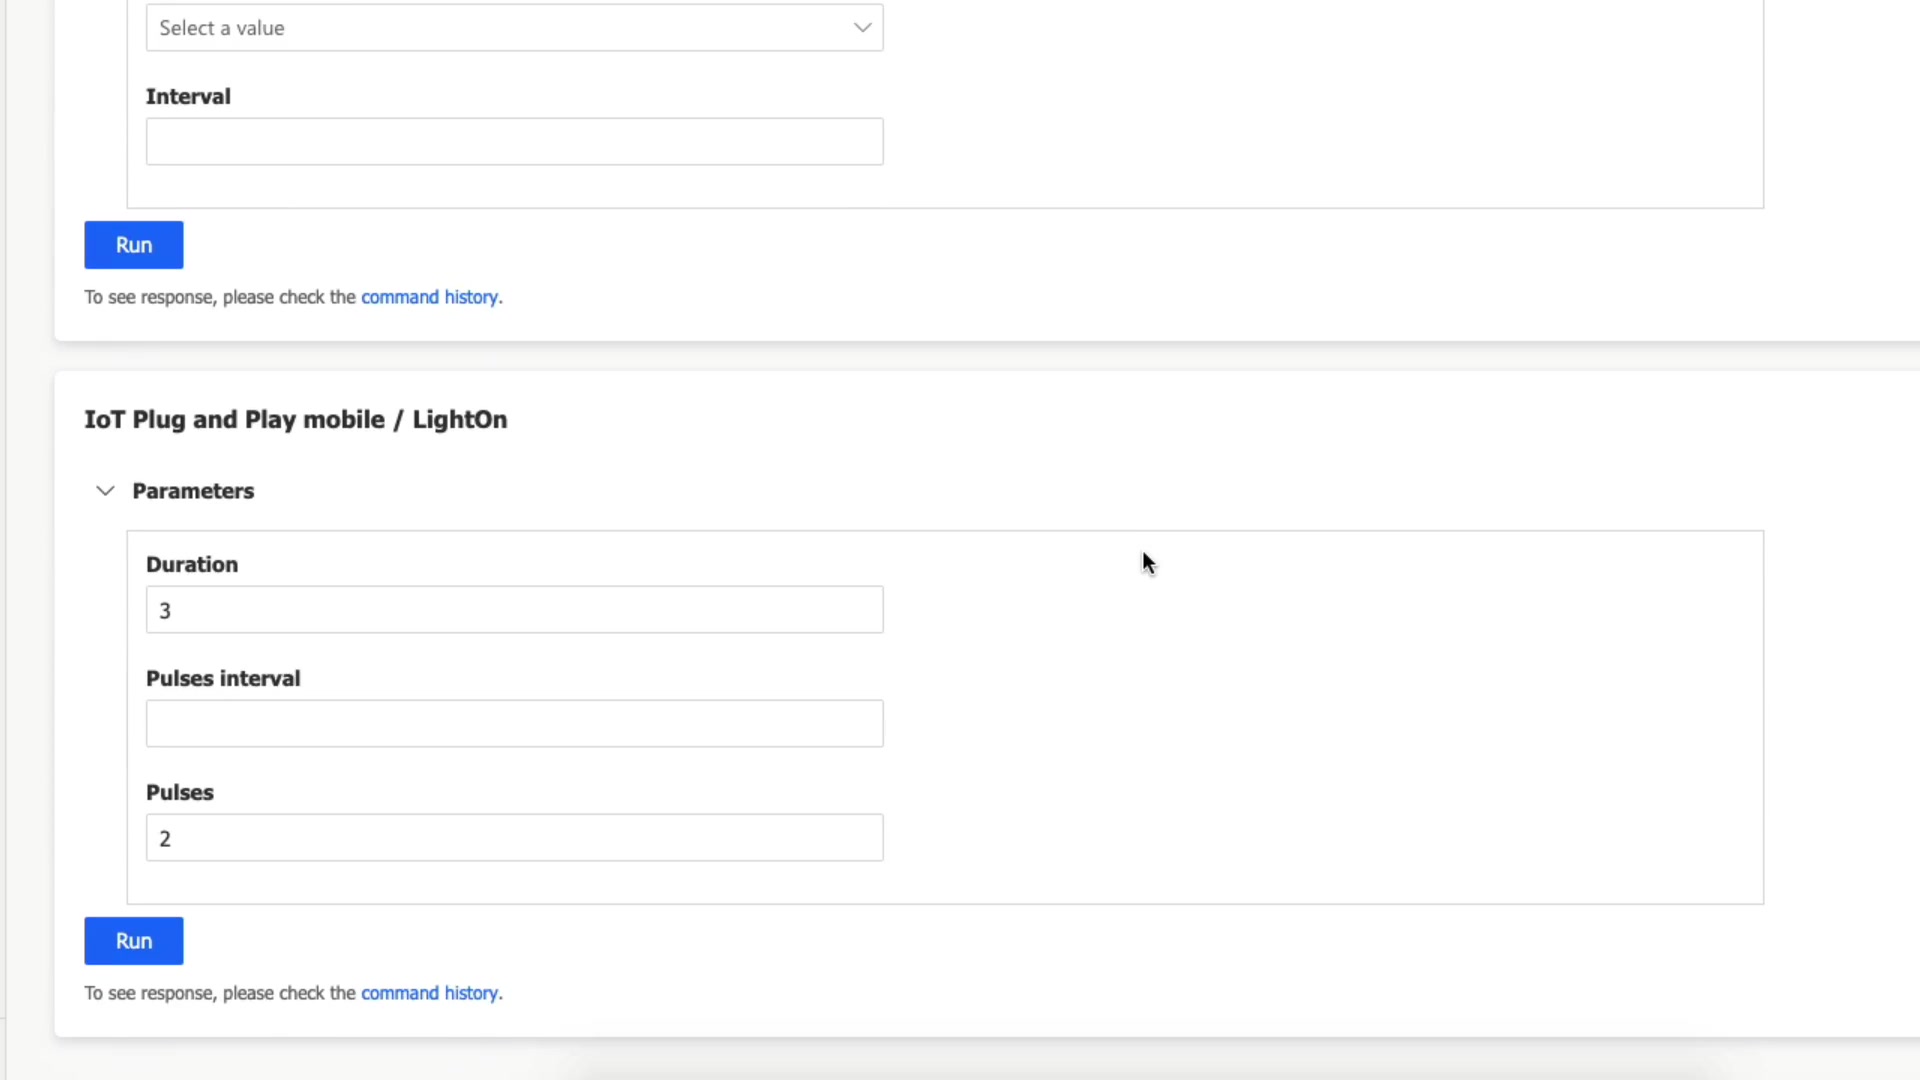 Select a value
Interval
Run
To see response, please check the command history.
IoT Plug and Play mobile / LightOn
Parameters
Duration
3
Pulses interval
Pulses
2
Run
To see response, please check the command history.